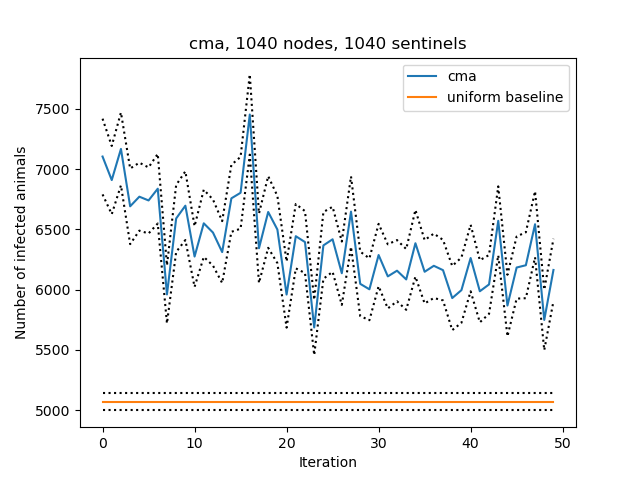 cma, 1040 nodes, 1040 sentinels
cma
uniform baseline
7500
7000
6500
6000
5500
5000
Number of infected animals
0 10 20 30 40 50
Iteration